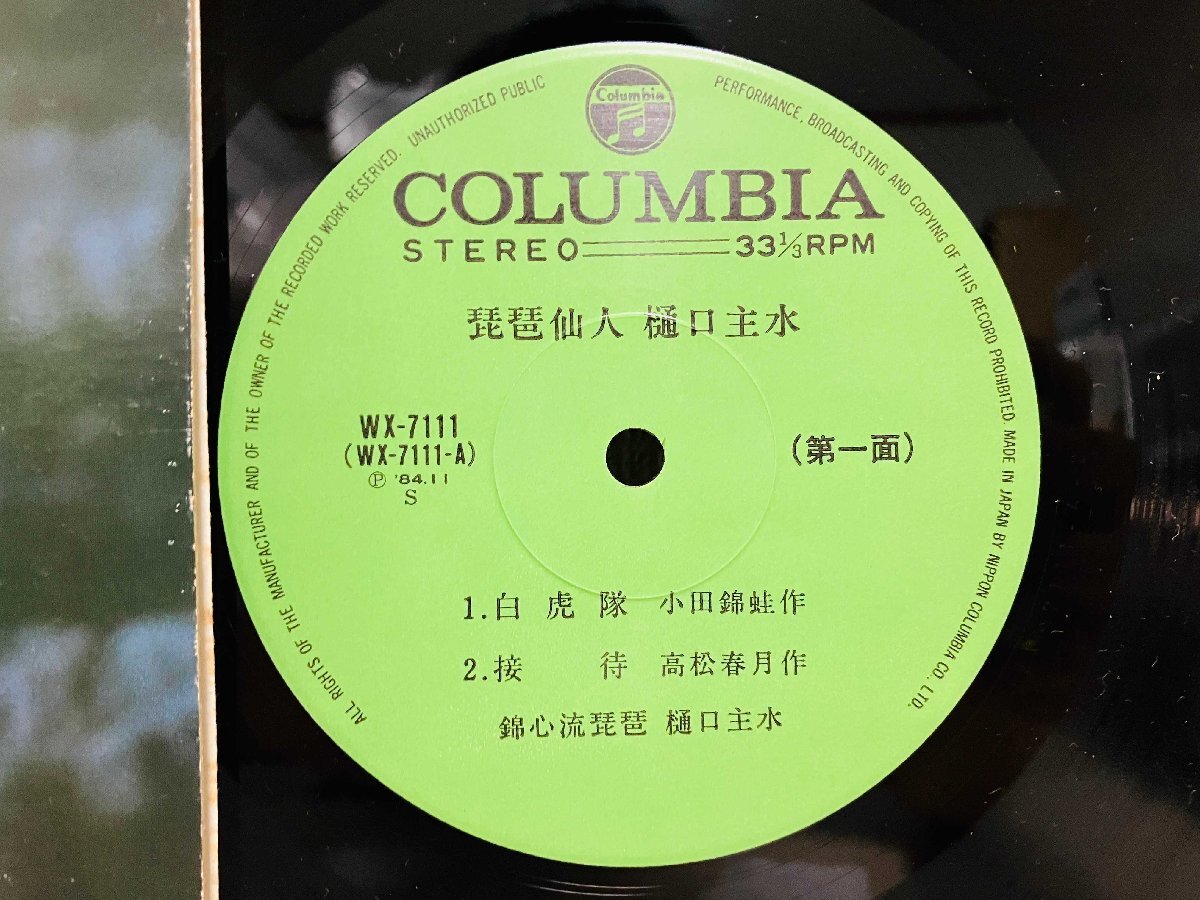 Columbia
COLUMBIA
STEREO 33 1/3 RPM
琵琶仙人 樋口主水
WX-7111
(WX-7111-A)
Ⓟ '84.11
S
(第一面)
1.白虎隊 小田錦蛙作
2.接待 高松春月作
錦心流琵琶 樋口主水
ALL RIGHTS OF THE MANUFACTURER AND OF THE OWNER OF THE RECORDED WORK RESERVED. UNAUTHORIZED PUBLIC PERFORMANCE, BROADCASTING AND COPYING OF THIS RECORD PROHIBITED. MADE IN JAPAN BY NIPPON COLUMBIA CO., LTD.